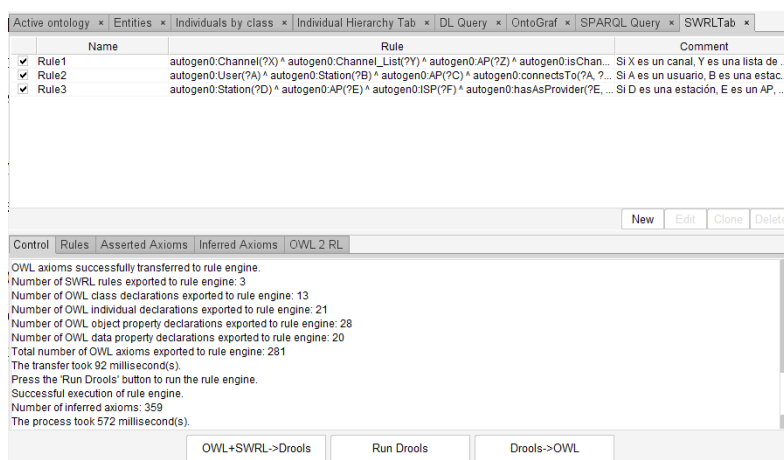 Active ontology × Entities × Individuals by class × Individual Hierarchy Tab × DL Query × OntoGraf × SPARQL Query × SWRLTab ×
Name Rule Comment
Rule1 autogen0:Channel(?X) ^ autogen0:Channel_List(?Y) ^ autogen0:AP(?Z) ^ autogen0:isChan... Si X es un canal, Y es una lista de ...
Rule2 autogen0:User(?A) ^ autogen0:Station(?B) ^ autogen0:AP(?C) ^ autogen0:connectsTo(?A, ?... Si A es un usuario, B es una estac...
Rule3 autogen0:Station(?D) ^ autogen0:AP(?E) ^ autogen0:ISP(?F) ^ autogen0:hasAsProvider(?E, ... Si D es una estación, E es un AP, ...
New Edit Clone Delete
Control Rules Asserted Axioms Inferred Axioms OWL 2 RL
OWL axioms successfully transferred to rule engine.
Number of SWRL rules exported to rule engine: 3
Number of OWL class declarations exported to rule engine: 13
Number of OWL individual declarations exported to rule engine: 21
Number of OWL object property declarations exported to rule engine: 28
Number of OWL data property declarations exported to rule engine: 20
Total number of OWL axioms exported to rule engine: 281
The transfer took 92 millisecond(s).
Press the 'Run Drools' button to run the rule engine.
Successful execution of rule engine.
Number of inferred axioms: 359
The process took 572 millisecond(s).
OWL+SWRL->Drools Run Drools Drools->OWL